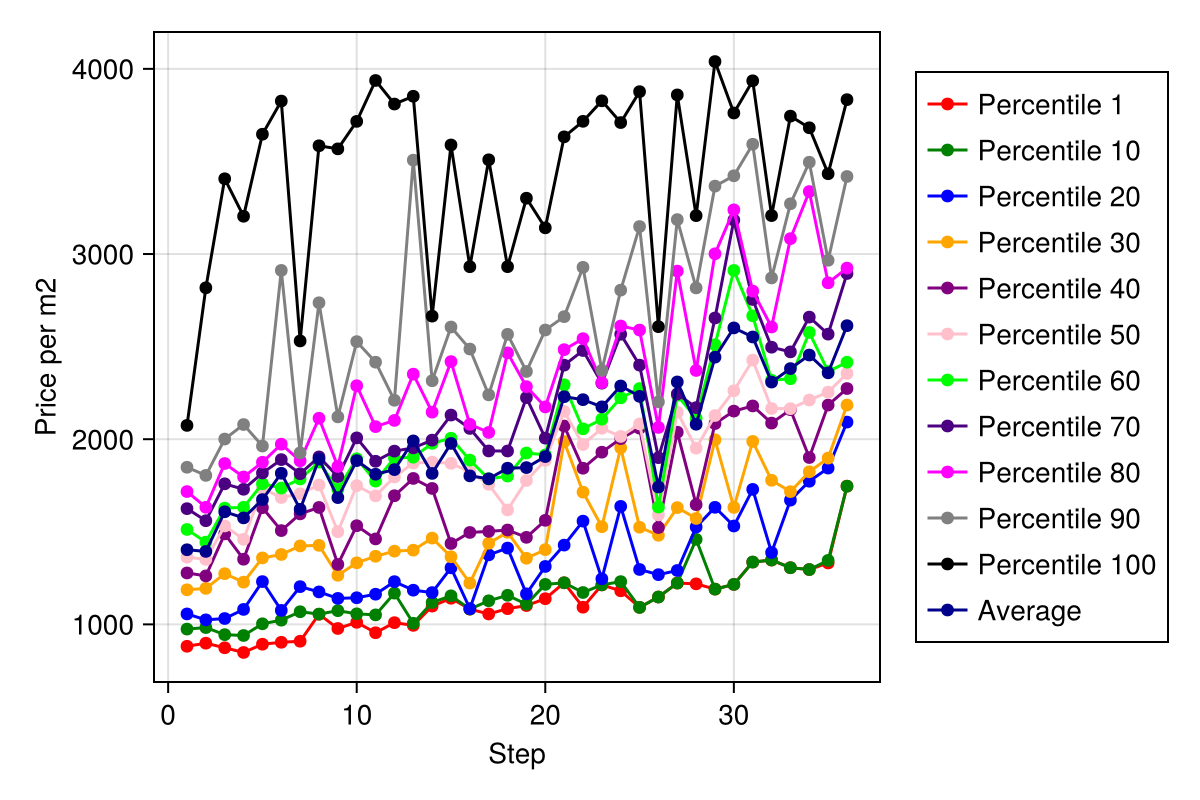 4000
3000
2000
1000
Price per m2
0 10 20 30
Step
Percentile 1
Percentile 10
Percentile 20
Percentile 30
Percentile 40
Percentile 50
Percentile 60
Percentile 70
Percentile 80
Percentile 90
Percentile 100
Average